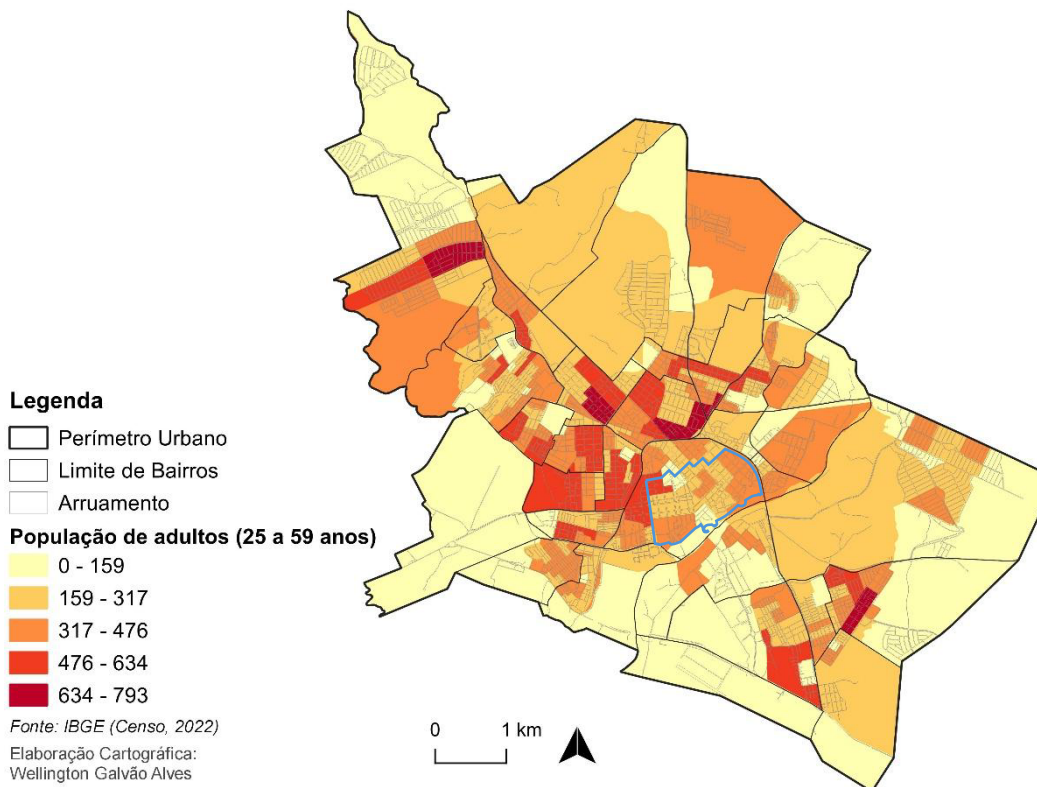 Legenda
Perímetro Urbano
Limite de Bairros
Arruamento
População de adultos (25 a 59 anos)
0 - 159
159 - 317
317 - 476
476 - 634
634 - 793
Fonte: IBGE (Censo, 2022)
Elaboração Cartográfica:
Wellington Galvão Alves
0 1 km